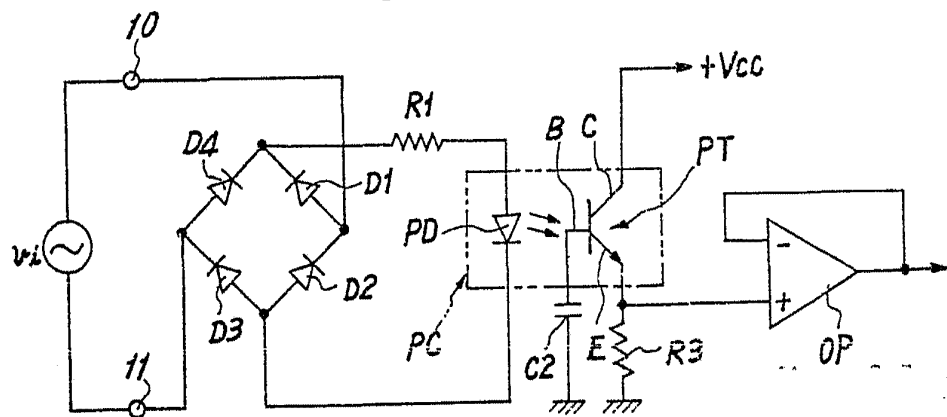 10
vi
11
D4
D1
D3
D2
R1
PD
PC
B
C
PT
+Vcc
C2
E
R3
-
+
OP